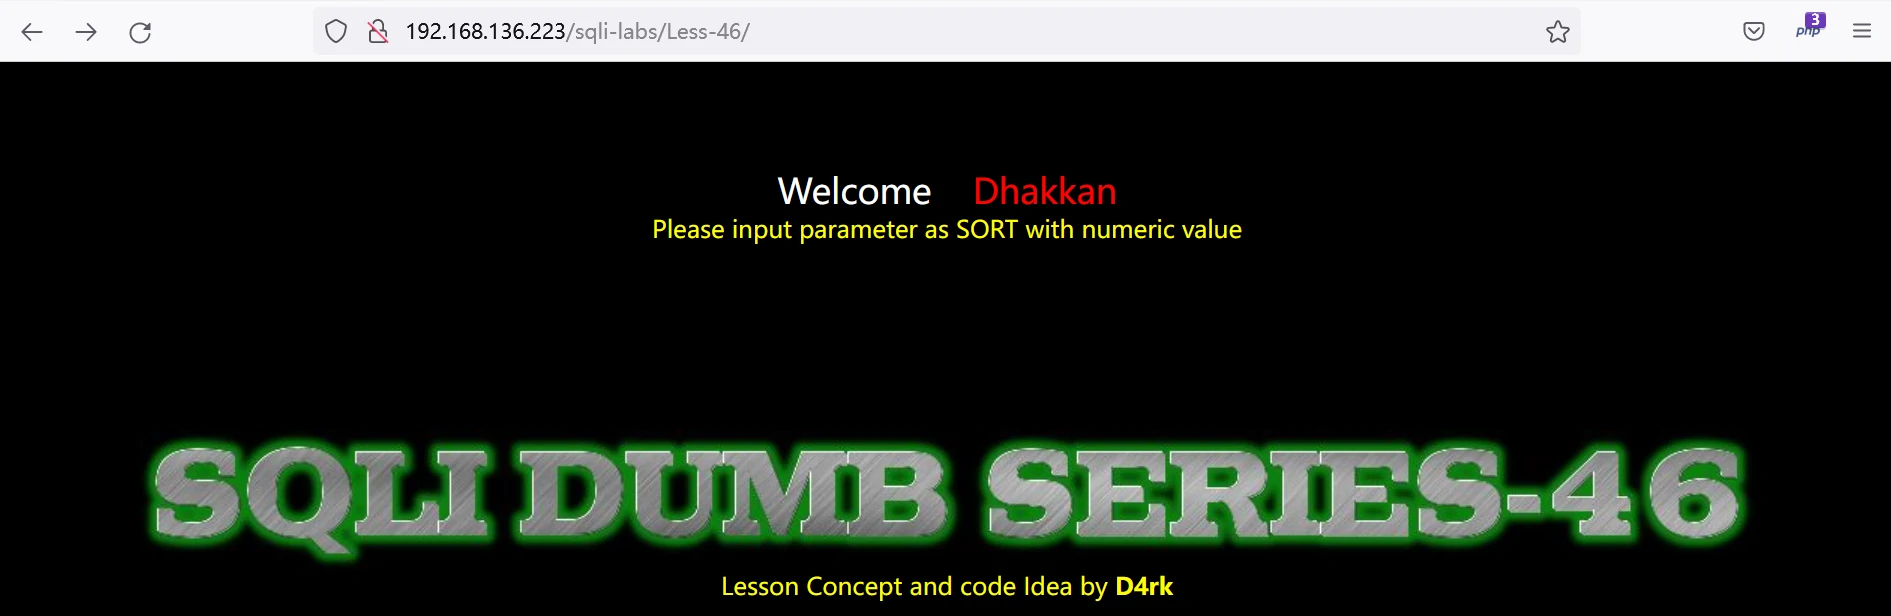 192.168.136.223/sqli-labs/Less-46/
3
php
Welcome Dhakkan
Please input parameter as SORT with numeric value
SQLI DUMB SERIES-46
Lesson Concept and code Idea by D4rk